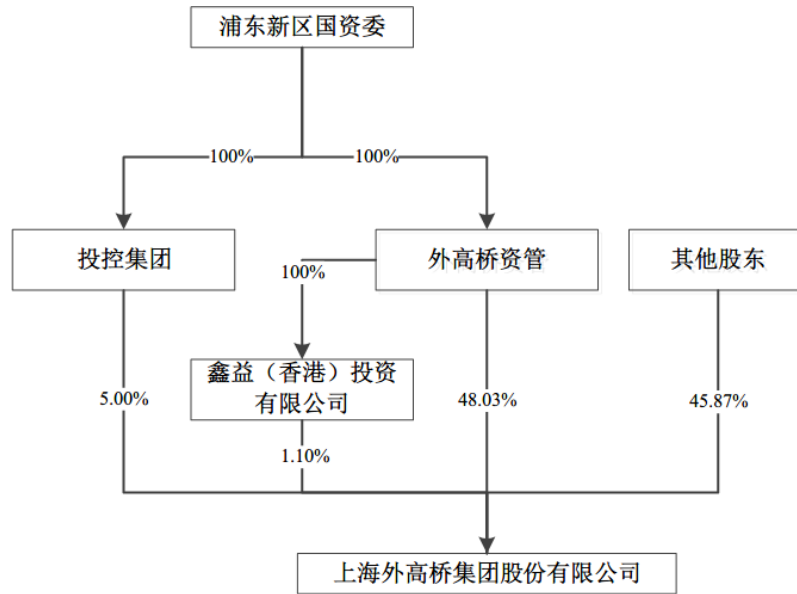 浦东新区国资委
100%
100%
投控集团
外高桥资管
其他股东
100%
鑫益（香港）投资
有限公司
5.00%
48.03%
45.87%
1.10%
上海外高桥集团股份有限公司